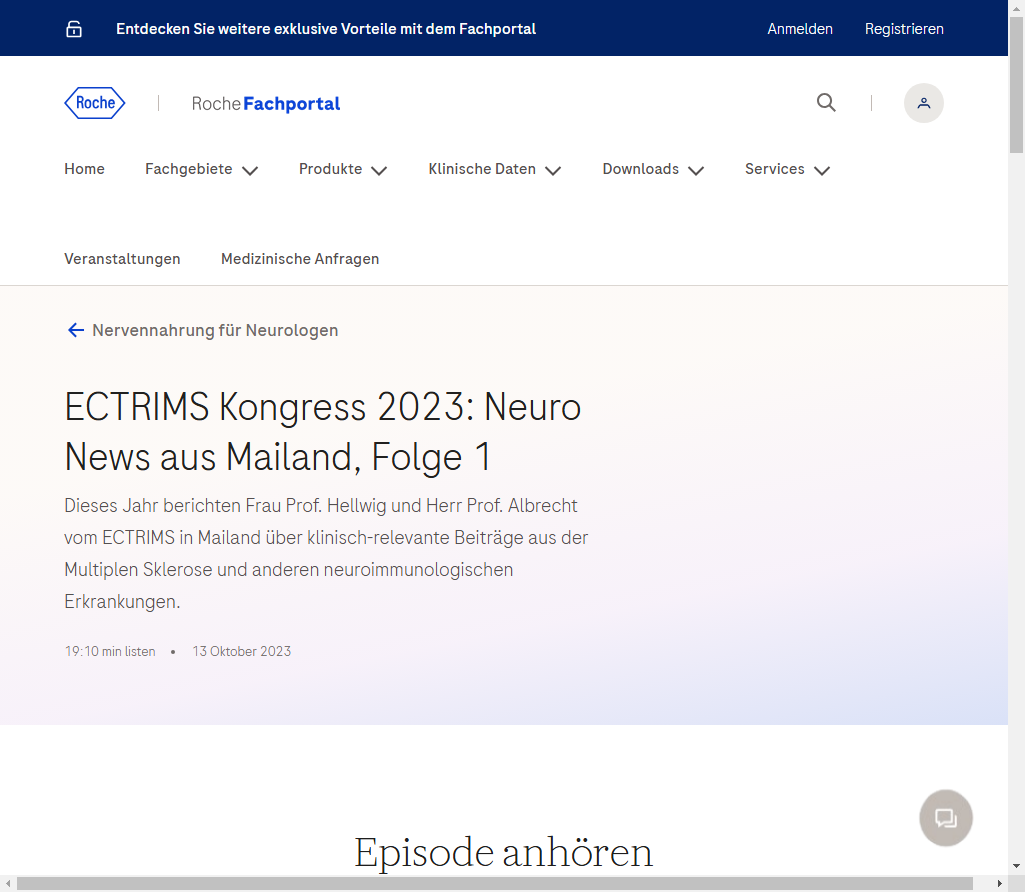 Entdecken Sie weitere exklusive Vorteile mit dem Fachportal
Anmelden
Registrieren
Roche
Roche Fachportal
Home
Fachgebiete
Produkte
Klinische Daten
Downloads
Services
Veranstaltungen
Medizinische Anfragen
Nervennahrung für Neurologen
ECTRIMS Kongress 2023: Neuro
News aus Mailand, Folge 1
Dieses Jahr berichten Frau Prof. Hellwig und Herr Prof. Albrecht
vom ECTRIMS in Mailand über klinisch-relevante Beiträge aus der
Multiplen Sklerose und anderen neuroimmunologischen
Erkrankungen.
19:10 min listen • 13 Oktober 2023
Episode anhören